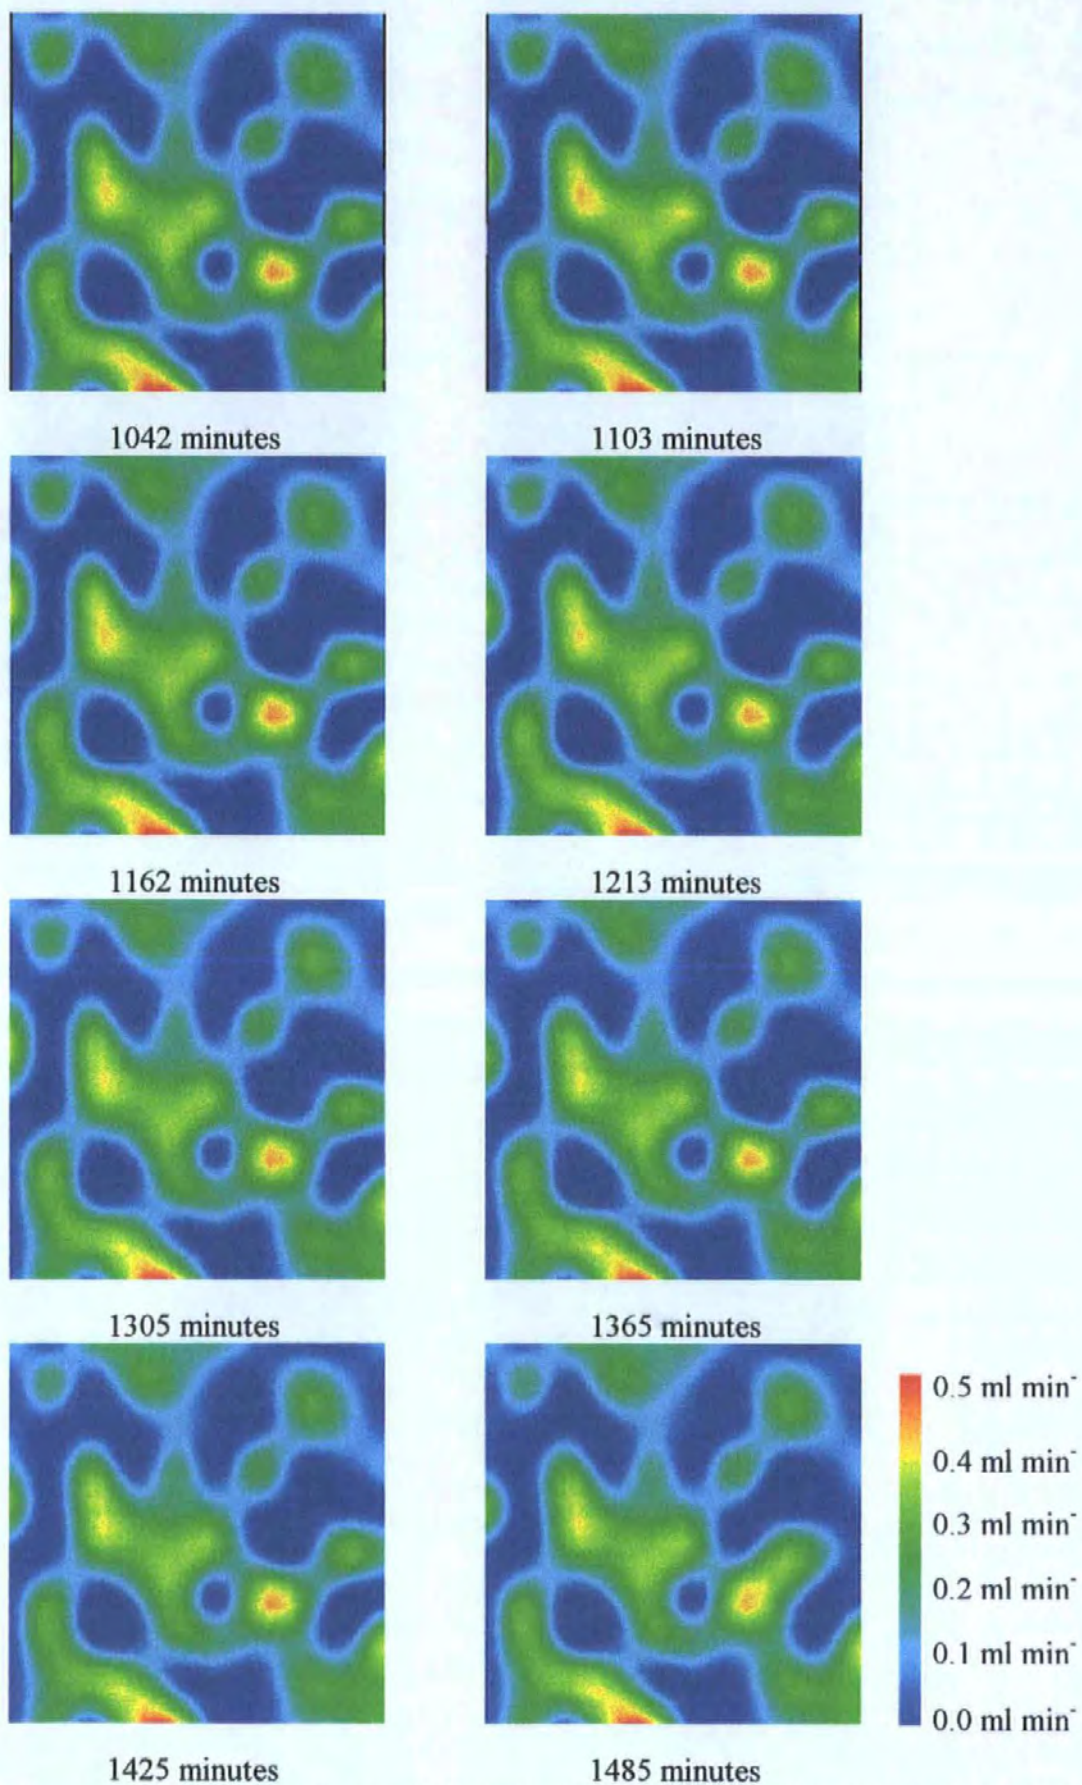 1042 minutes 1103 minutes
1162 minutes 1213 minutes
1305 minutes 1365 minutes
0.5 ml min⁻
0.4 ml min⁻
0.3 ml min⁻
0.2 ml min⁻
0.1 ml min⁻
0.0 ml min⁻
1425 minutes 1485 minutes